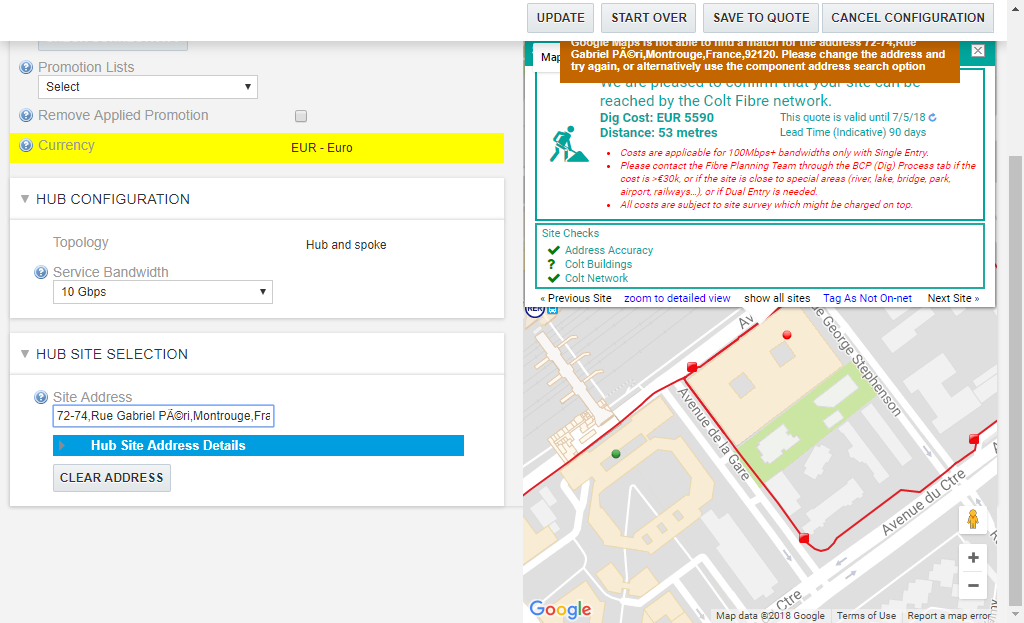 UPDATE
START OVER
SAVE TO QUOTE
CANCEL CONFIGURATION
Promotion Lists
Select
Remove Applied Promotion
Currency
EUR - Euro
HUB CONFIGURATION
Topology
Hub and spoke
Service Bandwidth
10 Gbps
HUB SITE SELECTION
Site Address
72-74,Rue Gabriel PÃ©ri,Montrouge,Fra
Hub Site Address Details
CLEAR ADDRESS
Map
Google Maps is not able to find a match for the address 72-74,Rue
Gabriel PÃ©ri,Montrouge,France,92120. Please change the address and
try again, or alternatively use the component address search option
We are pleased to confirm that your site can be
reached by the Colt Fibre network.
Dig Cost: EUR 5590
This quote is valid until 7/5/18
Distance: 53 metres
Lead Time (Indicative) 90 days
Costs are applicable for 100Mbps+ bandwidths only with Single Entry.
Please contact the Fibre Planning Team through the BCP (Dig) Process tab if the
cost is >€30k, or if the site is close to special areas (river, lake, bridge, park,
airport, railways...), or if Dual Entry is needed.
All costs are subject to site survey which might be charged on top.
Site Checks
Address Accuracy
? Colt Buildings
Colt Network
« Previous Site
zoom to detailed view
show all sites
Tag As Not On-net
Next Site »
RER
Av
George Stephenson
Avenue de la Gare
Avenue du Ctre
Ctre
Google
Map data ©2018 Google
Terms of Use
Report a map error